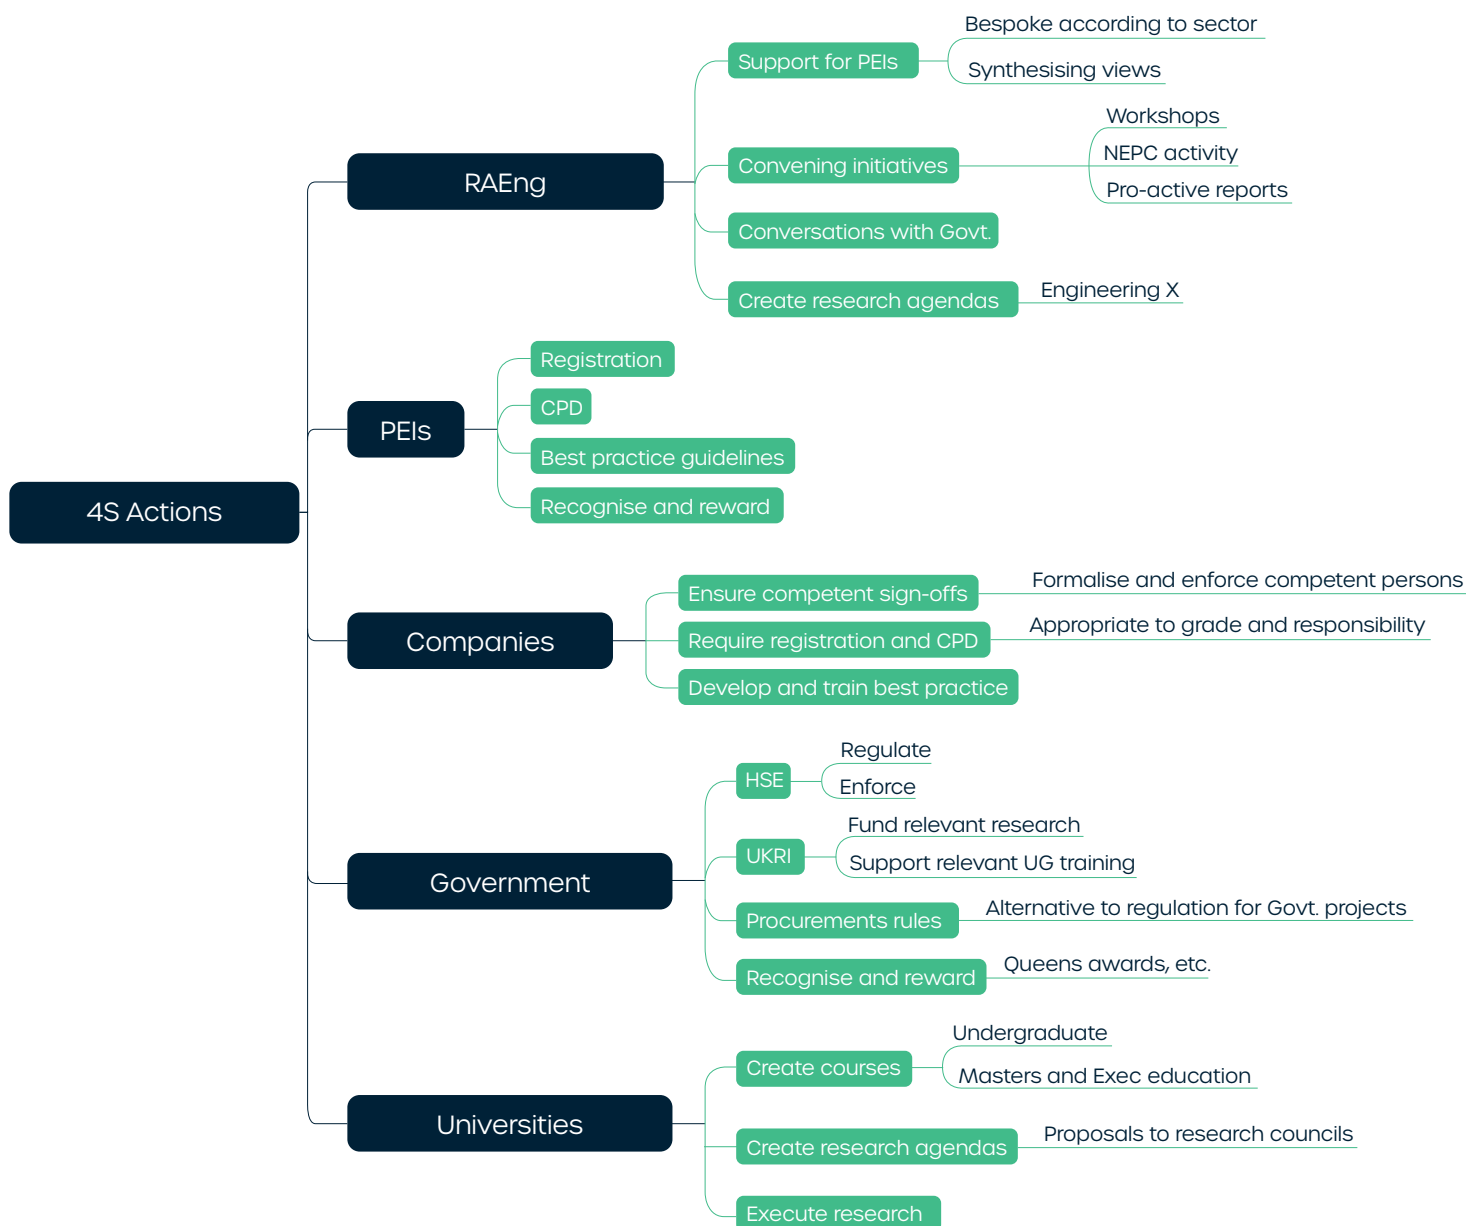 4S Actions
RAEng
Support for PEIs
Bespoke according to sector
Synthesising views
Convening initiatives
Workshops
NEPC activity
Pro-active reports
Conversations with Govt.
Create research agendas
Engineering X
PEIs
Registration
CPD
Best practice guidelines
Recognise and reward
Companies
Ensure competent sign-offs
Formalise and enforce competent persons
Require registration and CPD
Appropriate to grade and responsibility
Develop and train best practice
Government
HSE
Regulate
Enforce
UKRI
Fund relevant research
Support relevant UG training
Procurements rules
Alternative to regulation for Govt. projects
Recognise and reward
Queens awards, etc.
Universities
Create courses
Undergraduate
Masters and Exec education
Create research agendas
Proposals to research councils
Execute research